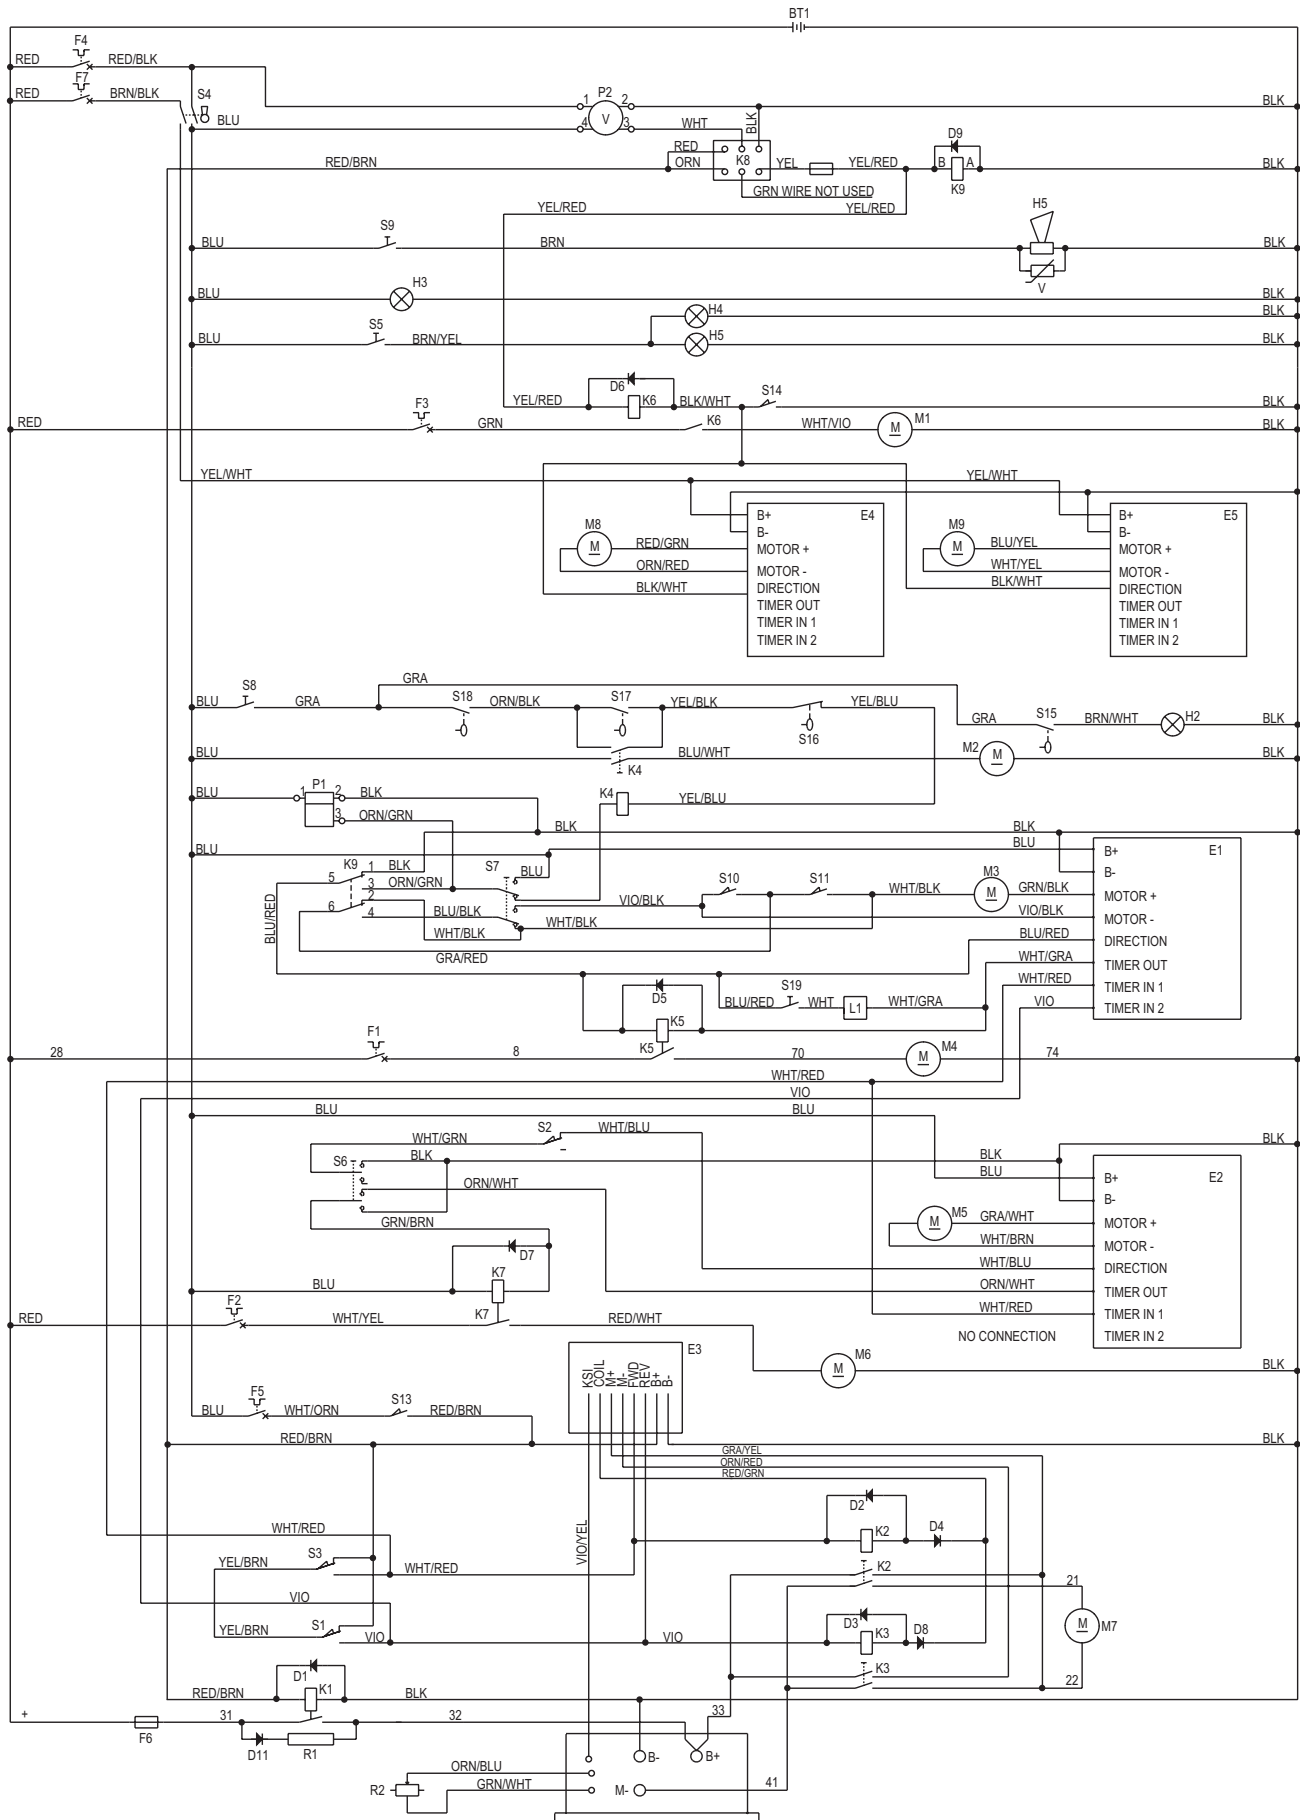 BT1
F4
RED RED/BLK
F7
RED BRN/BLK S4
BLU
1 P2 2
V
4 3 WHT BLK BLK
RED
RED/BRN ORN K8 YEL YEL/RED B A D9 BLK
K9
GRN WIRE NOT USED
YEL/RED YEL/RED
H5
S9
BLU BRN BLK
V
H3
BLU BLK
H4 BLK
S5
BLU BRN/YEL H5 BLK
D6 S14
YEL/RED K6 BLK/WHT BLK
F3
RED GRN K6 WHT/VIO M M1 BLK
YEL/WHT YEL/WHT
B+ E4 B+ E5
B- B-
M8 M9
M RED/GRN MOTOR + M BLU/YEL MOTOR +
ORN/RED MOTOR - WHT/YEL MOTOR -
BLK/WHT DIRECTION BLK/WHT DIRECTION
TIMER OUT TIMER OUT
TIMER IN 1 TIMER IN 1
TIMER IN 2 TIMER IN 2
GRA
S8 S18 S17
BLU GRA ORN/BLK YEL/BLK YEL/BLU
S16
GRA S15 BRN/WHT H2 BLK
BLU BLU/WHT M2 M BLK
K4
P1
BLU 1 2 BLK K4 YEL/BLU
3 ORN/GRN
BLK BLK
BLU BLU
B+ E1
K9 1 BLK S7 BLU B-
5 3 ORN/GRN S10 S11 WHT/BLK M3 M GRN/BLK MOTOR +
2
6 4 BLU/BLK VIO/BLK VIO/BLK MOTOR -
WHT/BLK WHT/BLK
BLU/RED BLU/RED DIRECTION
GRA/RED
WHT/GRA TIMER OUT
D5 S19 WHT/RED TIMER IN 1
BLU/RED WHT L1 WHT/GRA VIO TIMER IN 2
K5
F1
28 8 K5 70 M M4 74
WHT/RED
VIO
BLU BLU
S2
WHT/GRN WHT/BLU
S6 BLK BLK BLK
BLU
B+ E2
ORN/WHT
B-
GRN/BRN
M M5 GRA/WHT MOTOR +
D7 WHT/BRN MOTOR -
WHT/BLU DIRECTION
BLU K7 ORN/WHT TIMER OUT
F2
WHT/RED TIMER IN 1
RED WHT/YEL K7 RED/WHT
NO CONNECTION TIMER IN 2
E3
KSI COIL M+ M- FWD REV B+ B-
M M6 BLK
F5 S13
BLU WHT/ORN RED/BRN
RED/BRN BLK
GRA/YEL
ORN/RED
RED/GRN
D2
WHT/RED VIO/YEL K2 D4
S3
YEL/BRN WHT/RED K2
21
VIO
D3
S1 M M7
YEL/BRN VIO VIO K3 D8
K3
D1 22
RED/BRN K1 BLK
+ 31 32 33
F6
D11 R1
B- B+
ORN/BLU
R2 GRN/WHT M- 41